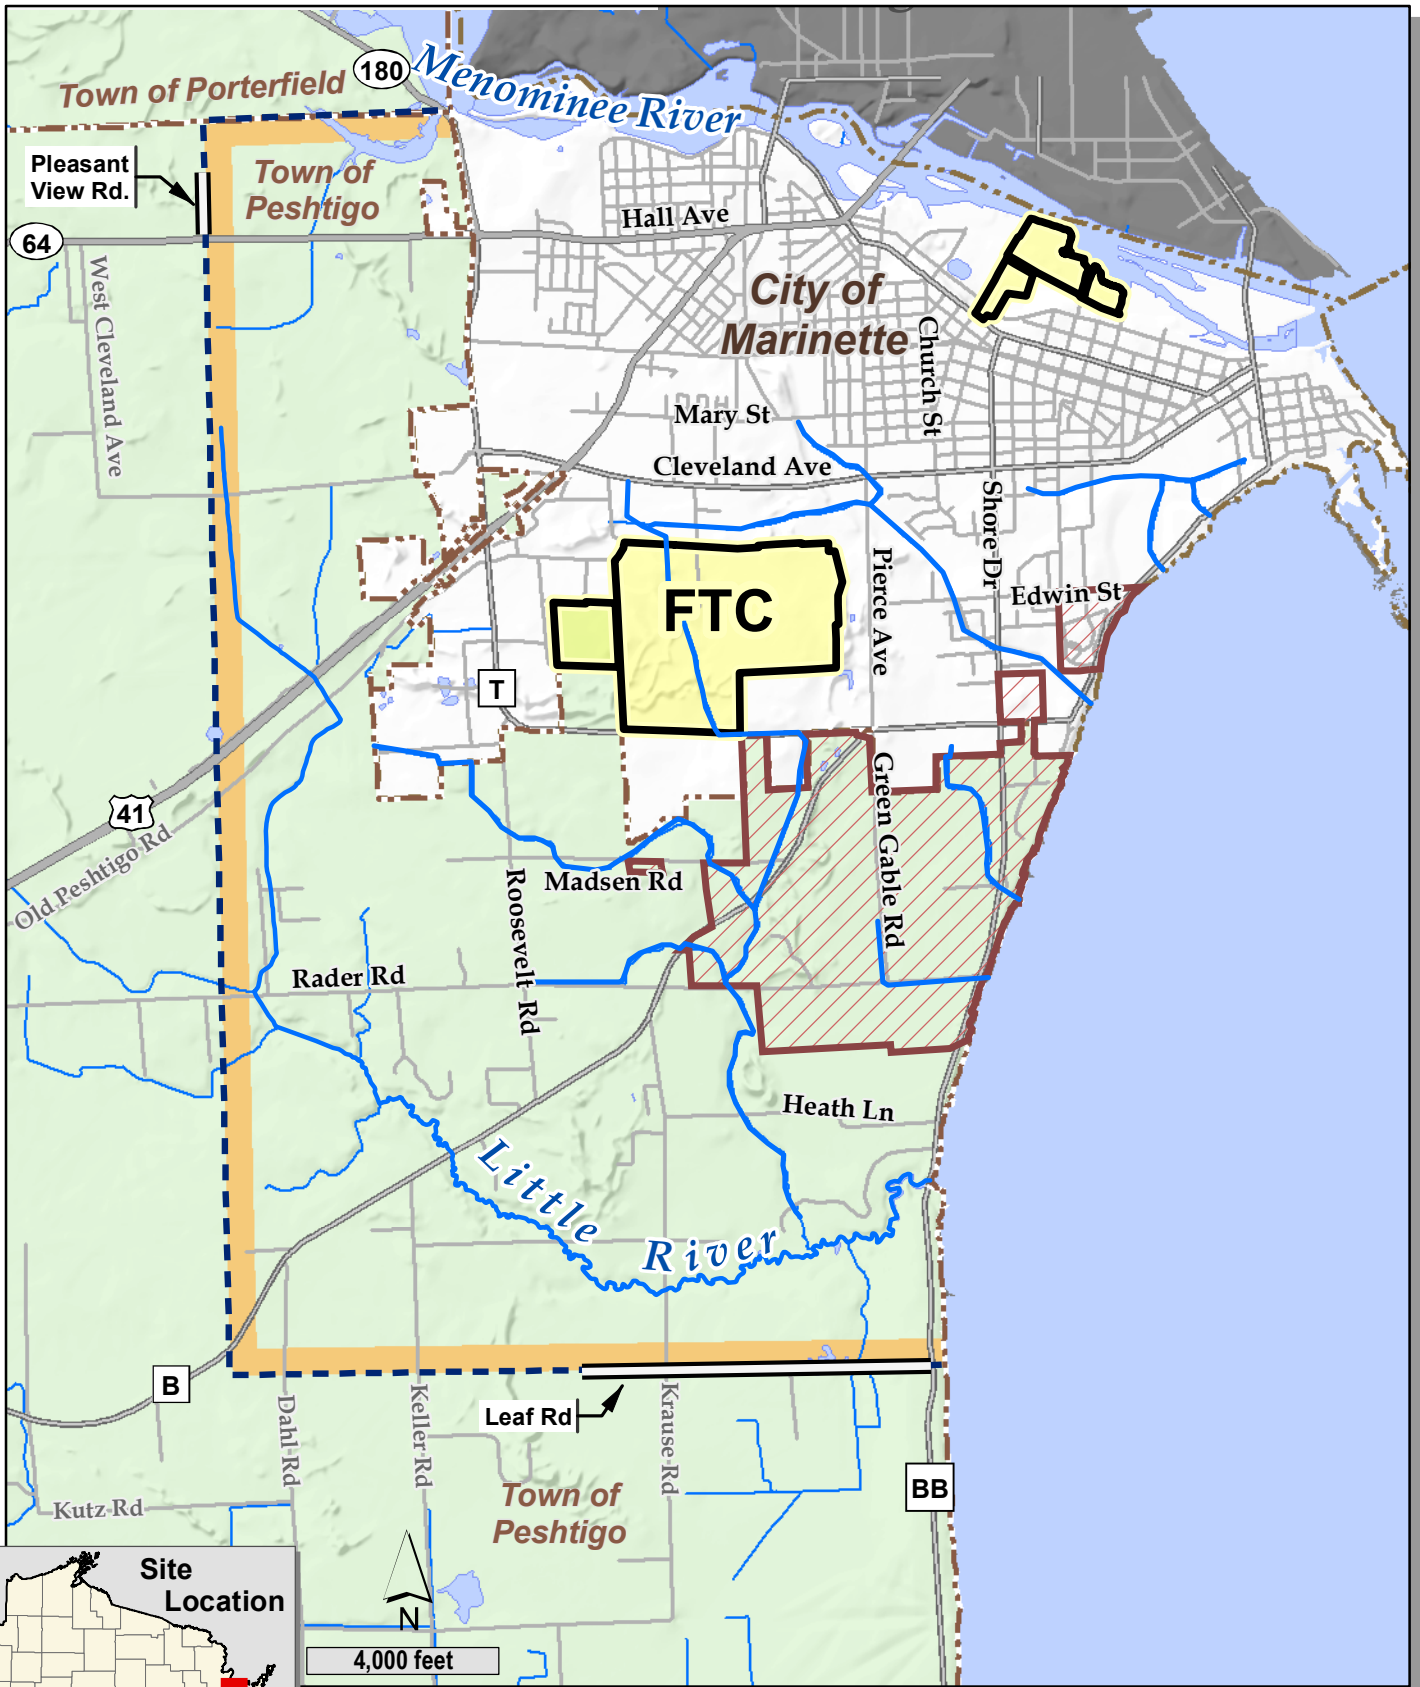 Town of Porterfield
180
Menominee River
Pleasant
View Rd.
Town of
Peshtigo
64
Hall Ave
West Cleveland Ave
City of
Marinette
Church St
Mary St
Cleveland Ave
Shore Dr
Pierce Ave
Edwin St
FTC
T
41
Old Peshtigo Rd
Green Gable Rd
Madsen Rd
Roosevelt Rd
Rader Rd
Heath Ln
Little River
B
Leaf Rd
Dahl Rd
Keller Rd
Krause Rd
BB
Kutz Rd
Town of
Peshtigo
Site
Location
N
4,000 feet